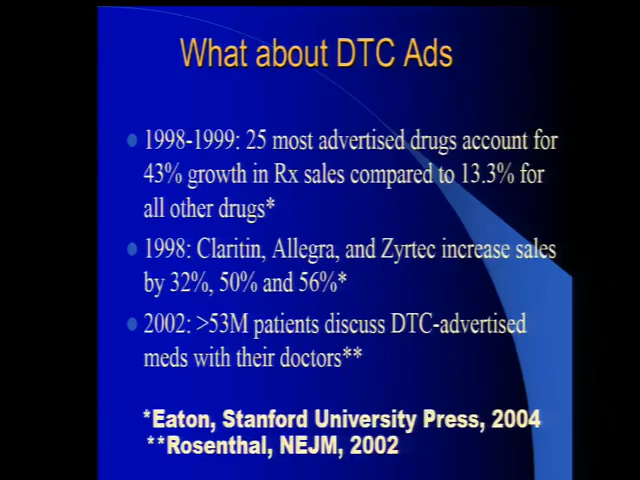 What about DTC Ads
1998-1999: 25 most advertised drugs account for
43% growth in Rx sales compared to 13.3% for
all other drugs*
1998: Claritin, Allegra, and Zyrtec increase sales
by 32%, 50% and 56%*
2002: >53M patients discuss DTC-advertised
meds with their doctors**
*Eaton, Stanford University Press, 2004
**Rosenthal, NEJM, 2002